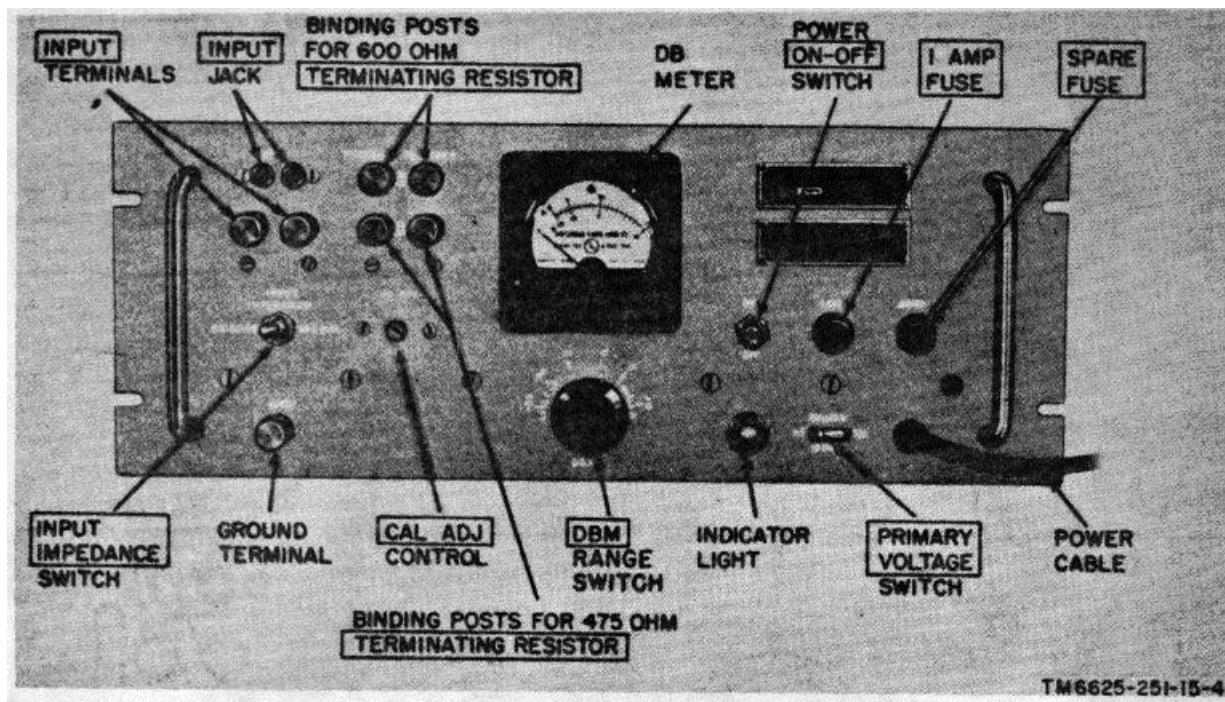 INPUT
TERMINALS
INPUT
JACK
BINDING POSTS
FOR 600 OHM
TERMINATING RESISTOR
DB
METER
POWER
ON-OFF
SWITCH
1 AMP
FUSE
SPARE
FUSE
INPUT
IMPEDANCE
SWITCH
GROUND
TERMINAL
CAL ADJ
CONTROL
DBM
RANGE
SWITCH
INDICATOR
LIGHT
PRIMARY
VOLTAGE
SWITCH
POWER
CABLE
BINDING POSTS FOR 475 OHM
TERMINATING RESISTOR
TM6625-251-15-4